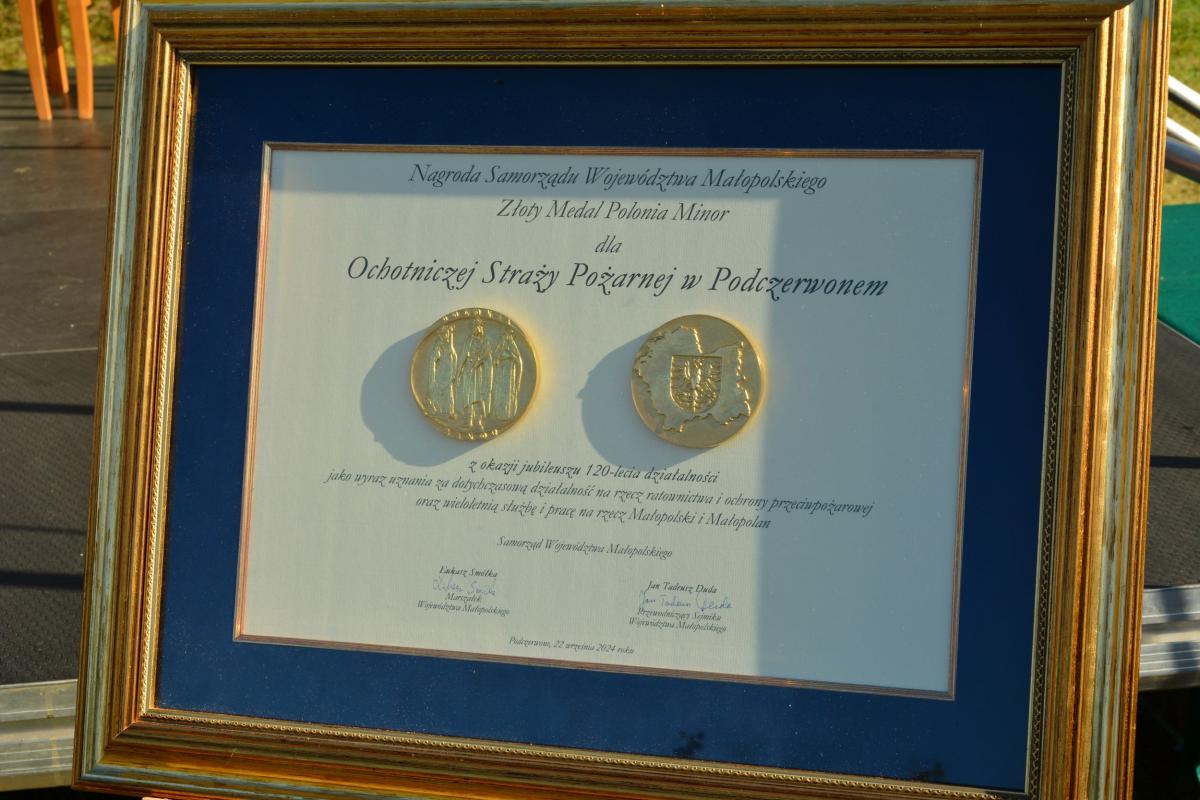 Nagroda Samorządu Województwa Małopolskiego
Złoty Medal Polonia Minor
dla
Ochotniczej Straży Pożarnej w Podczerwonem
z okazji jubileuszu 120-lecia działalności
jako wyraz uznania za dotychczasową działalność na rzecz ratownictwa i ochrony przeciwpożarowej
oraz wieloletnią służbę i pracę na rzecz Małopolski i Małopolan
Samorząd Województwa Małopolskiego
Łukasz Smółka
Marszałek
Województwa Małopolskiego
Jan Tadeusz Duda
Jan Tadeusz Duda
Przewodniczący Sejmiku
Województwa Małopolskiego
Podczerwone, 22 września 2024 roku